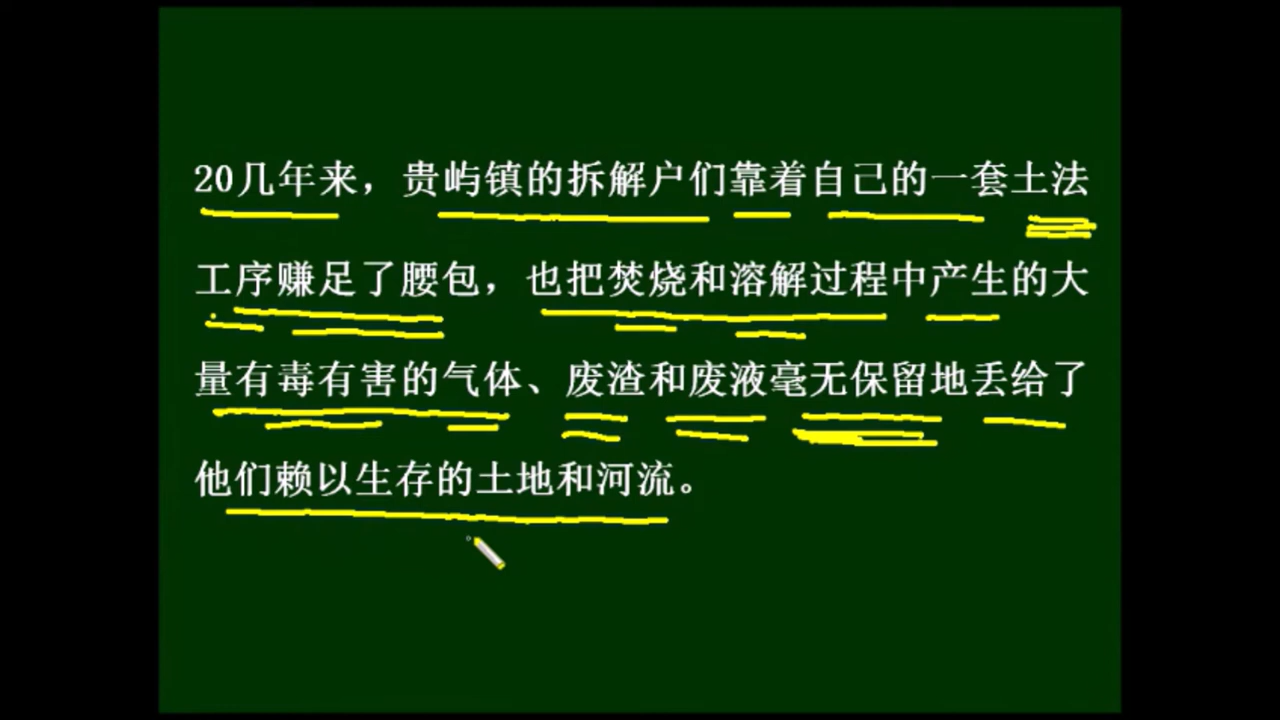 20几年来，贵屿镇的拆解户们靠着自己的一套土法
工序赚足了腰包，也把焚烧和溶解过程中产生的大
量有毒有害的气体、废渣和废液毫无保留地丢给了
他们赖以生存的土地和河流。